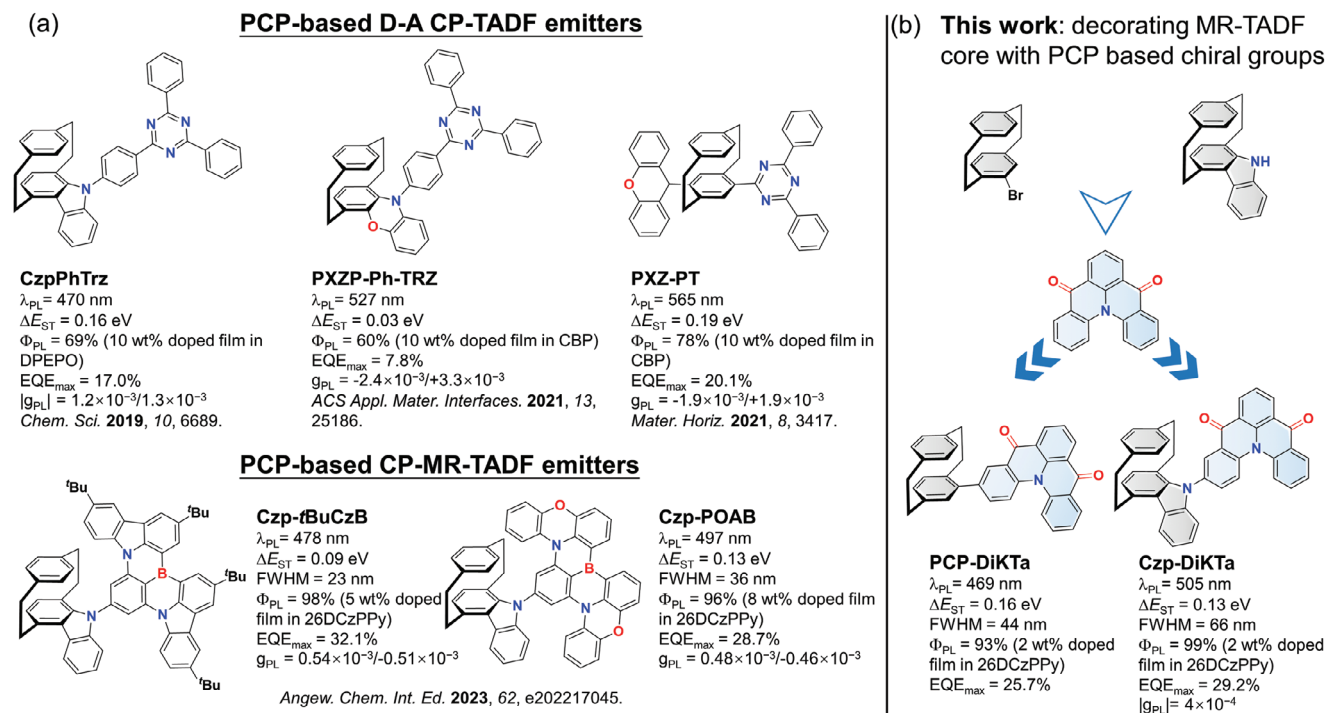 (a) PCP-based D-A CP-TADF emitters
N
N
N
N
CzpPhTrz
λPL= 470 nm
ΔEST = 0.16 eV
ΦPL = 69% (10 wt% doped film in
DPEPO)
EQEmax = 17.0%
|gPL| = 1.2×10⁻³/1.3×10⁻³
Chem. Sci. 2019, 10, 6689.
N
N
N
N
O
PXZP-Ph-TRZ
λPL= 527 nm
ΔEST = 0.03 eV
ΦPL = 60% (10 wt% doped film in CBP)
EQEmax = 7.8%
gPL = -2.4×10⁻³/+3.3×10⁻³
ACS Appl. Mater. Interfaces. 2021, 13,
25186.
O
N
N
N
PXZ-PT
λPL= 565 nm
ΔEST = 0.19 eV
ΦPL = 78% (10 wt% doped film in
CBP)
EQEmax = 20.1%
gPL = -1.9×10⁻³/+1.9×10⁻³
Mater. Horiz. 2021, 8, 3417.
PCP-based CP-MR-TADF emitters
tBu
tBu
N
B
tBu
N
N
tBu
Czp-tBuCzB
λPL= 478 nm
ΔEST = 0.09 eV
FWHM = 23 nm
ΦPL = 98% (5 wt% doped
film in 26DCzPPy)
EQEmax = 32.1%
gPL = 0.54×10⁻³/-0.51×10⁻³
O
N
B
N
N
O
Czp-POAB
λPL= 497 nm
ΔEST = 0.13 eV
FWHM = 36 nm
ΦPL = 96% (8 wt% doped film
in 26DCzPPy)
EQEmax = 28.7%
gPL = 0.48×10⁻³/-0.46×10⁻³
Angew. Chem. Int. Ed. 2023, 62, e202217045.
(b) This work: decorating MR-TADF
core with PCP based chiral groups
Br
NH
O
O
N
O
N
O
PCP-DiKTa
λPL= 469 nm
ΔEST = 0.16 eV
FWHM = 44 nm
ΦPL = 93% (2 wt% doped
film in 26DCzPPy)
EQEmax = 25.7%
O
O
N
N
Czp-DiKTa
λPL= 505 nm
ΔEST = 0.13 eV
FWHM = 66 nm
ΦPL = 99% (2 wt% doped
film in 26DCzPPy)
EQEmax = 29.2%
|gPL|= 4×10⁻⁴